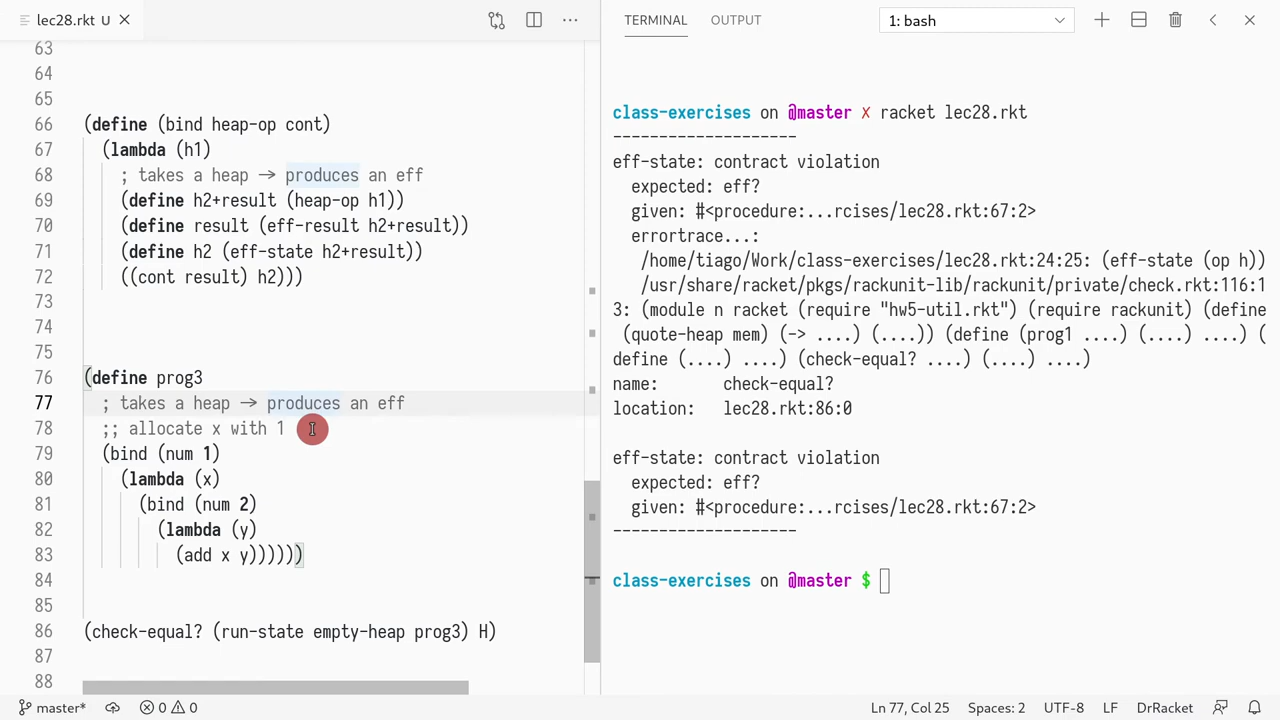 lec28.rkt U
TERMINAL OUTPUT 1: bash
63
64
65
66 (define (bind heap-op cont)
67 (lambda (h1)
68 ; takes a heap → produces an eff
69 (define h2+result (heap-op h1))
70 (define result (eff-result h2+result))
71 (define h2 (eff-state h2+result))
72 ((cont result) h2)))
73
74
75
76 (define prog3
77 ; takes a heap → produces an eff
78 ;; allocate x with 1
79 (bind (num 1)
80 (lambda (x)
81 (bind (num 2)
82 (lambda (y)
83 (add x y))))))
84
85
86 (check-equal? (run-state empty-heap prog3) H)
87
88
class-exercises on @master ✗ racket lec28.rkt
--------------------
eff-state: contract violation
expected: eff?
given: #<procedure:...rcises/lec28.rkt:67:2>
errortrace...:
/home/tiago/Work/class-exercises/lec28.rkt:24:25: (eff-state (op h))
/usr/share/racket/pkgs/rackunit-lib/rackunit/private/check.rkt:116:1
3: (module n racket (require "hw5-util.rkt") (require rackunit) (define
(quote-heap mem) (-> ....) (....)) (define (prog1 ....) (....) ....) (
define (....) ....) (check-equal? ....) (....) ....)
name: check-equal?
location: lec28.rkt:86:0
eff-state: contract violation
expected: eff?
given: #<procedure:...rcises/lec28.rkt:67:2>
--------------------
class-exercises on @master $
master* 0 0 Ln 77, Col 25 Spaces: 2 UTF-8 LF DrRacket